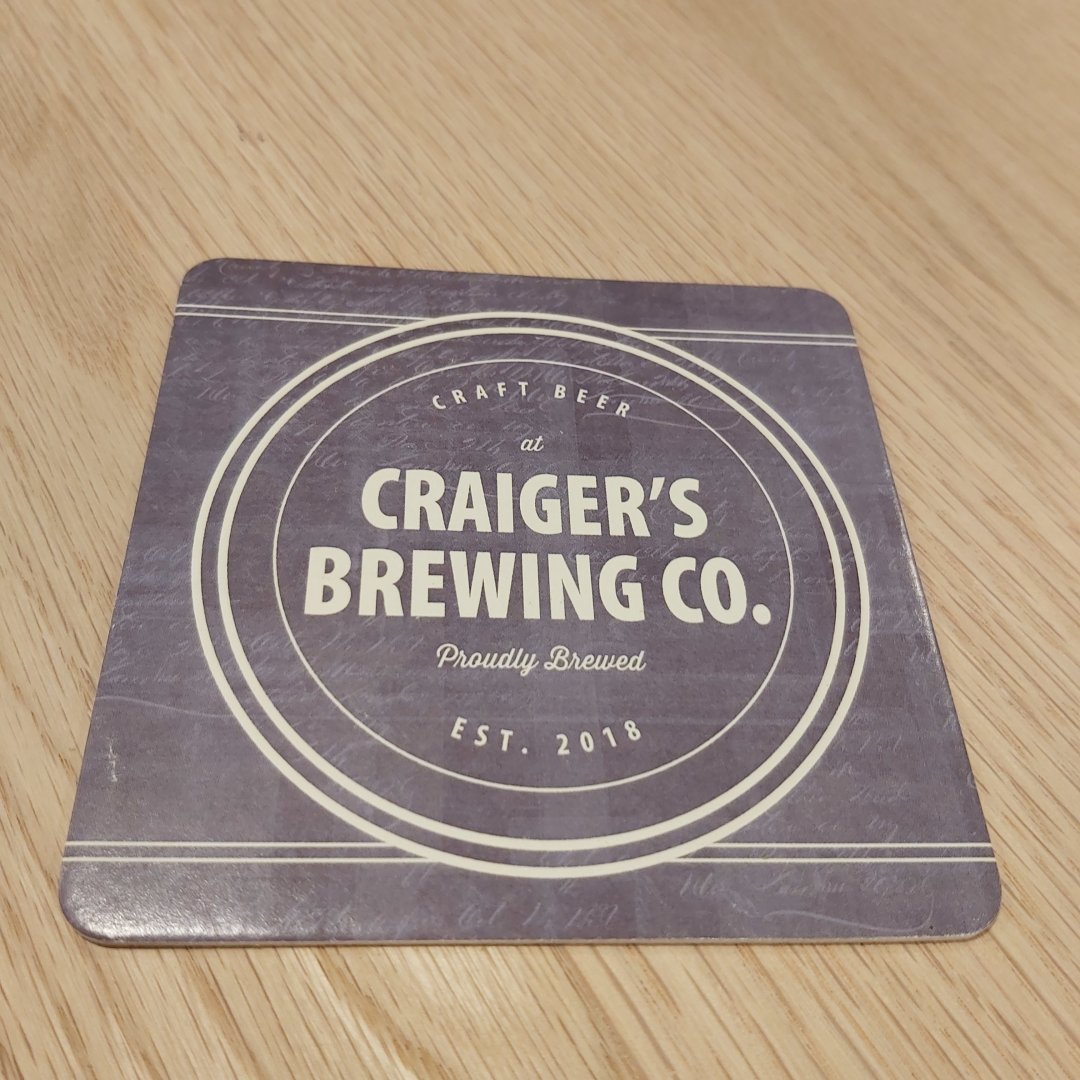 CRAFT BEER
at
CRAIGER'S
BREWING CO.
Proudly Brewed
EST. 2018